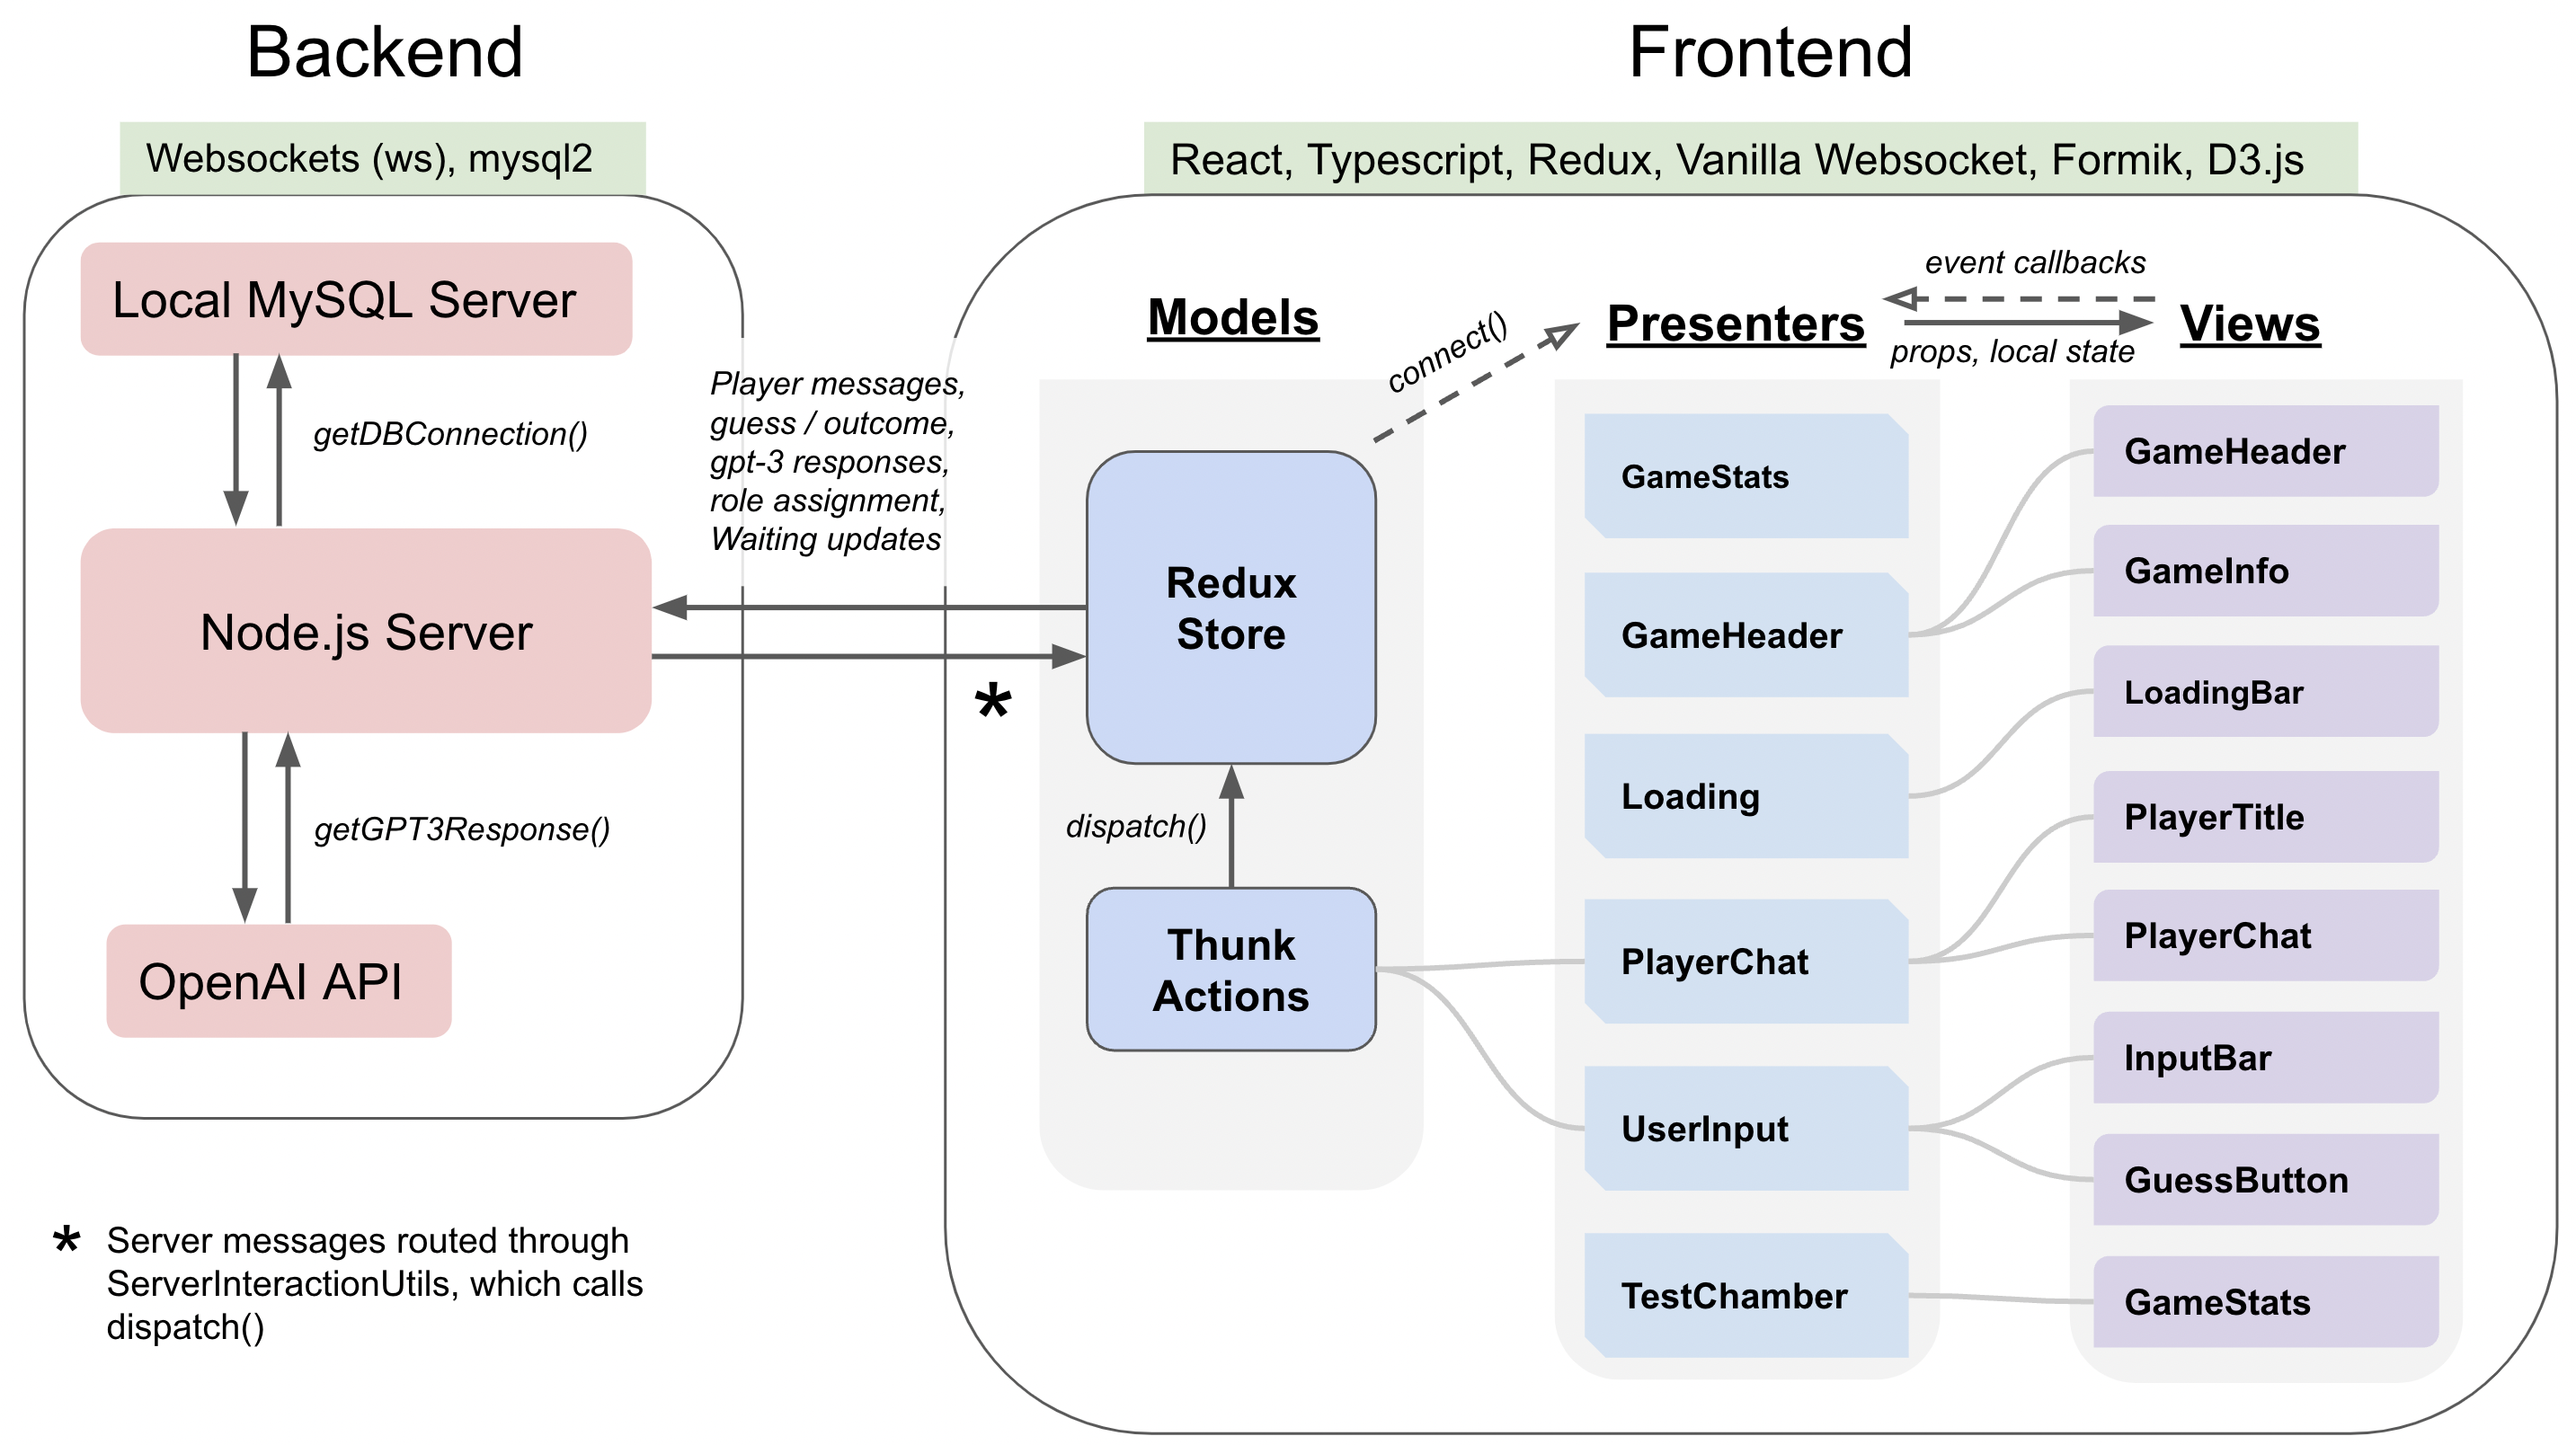 Backend
Websockets (ws), mysql2
Local MySQL Server
getDBConnection()
Node.js Server
getGPT3Response()
OpenAI API
*
Server messages routed through
ServerInteractionUtils, which calls
dispatch()
Player messages,
guess / outcome,
gpt-3 responses,
role assignment,
Waiting updates
*
Frontend
React, Typescript, Redux, Vanilla Websocket, Formik, D3.js
Models
connect()
Redux
Store
dispatch()
Thunk
Actions
Presenters
event callbacks
props, local state
Views
GameStats
GameHeader
Loading
PlayerChat
UserInput
TestChamber
GameHeader
GameInfo
LoadingBar
PlayerTitle
PlayerChat
InputBar
GuessButton
GameStats